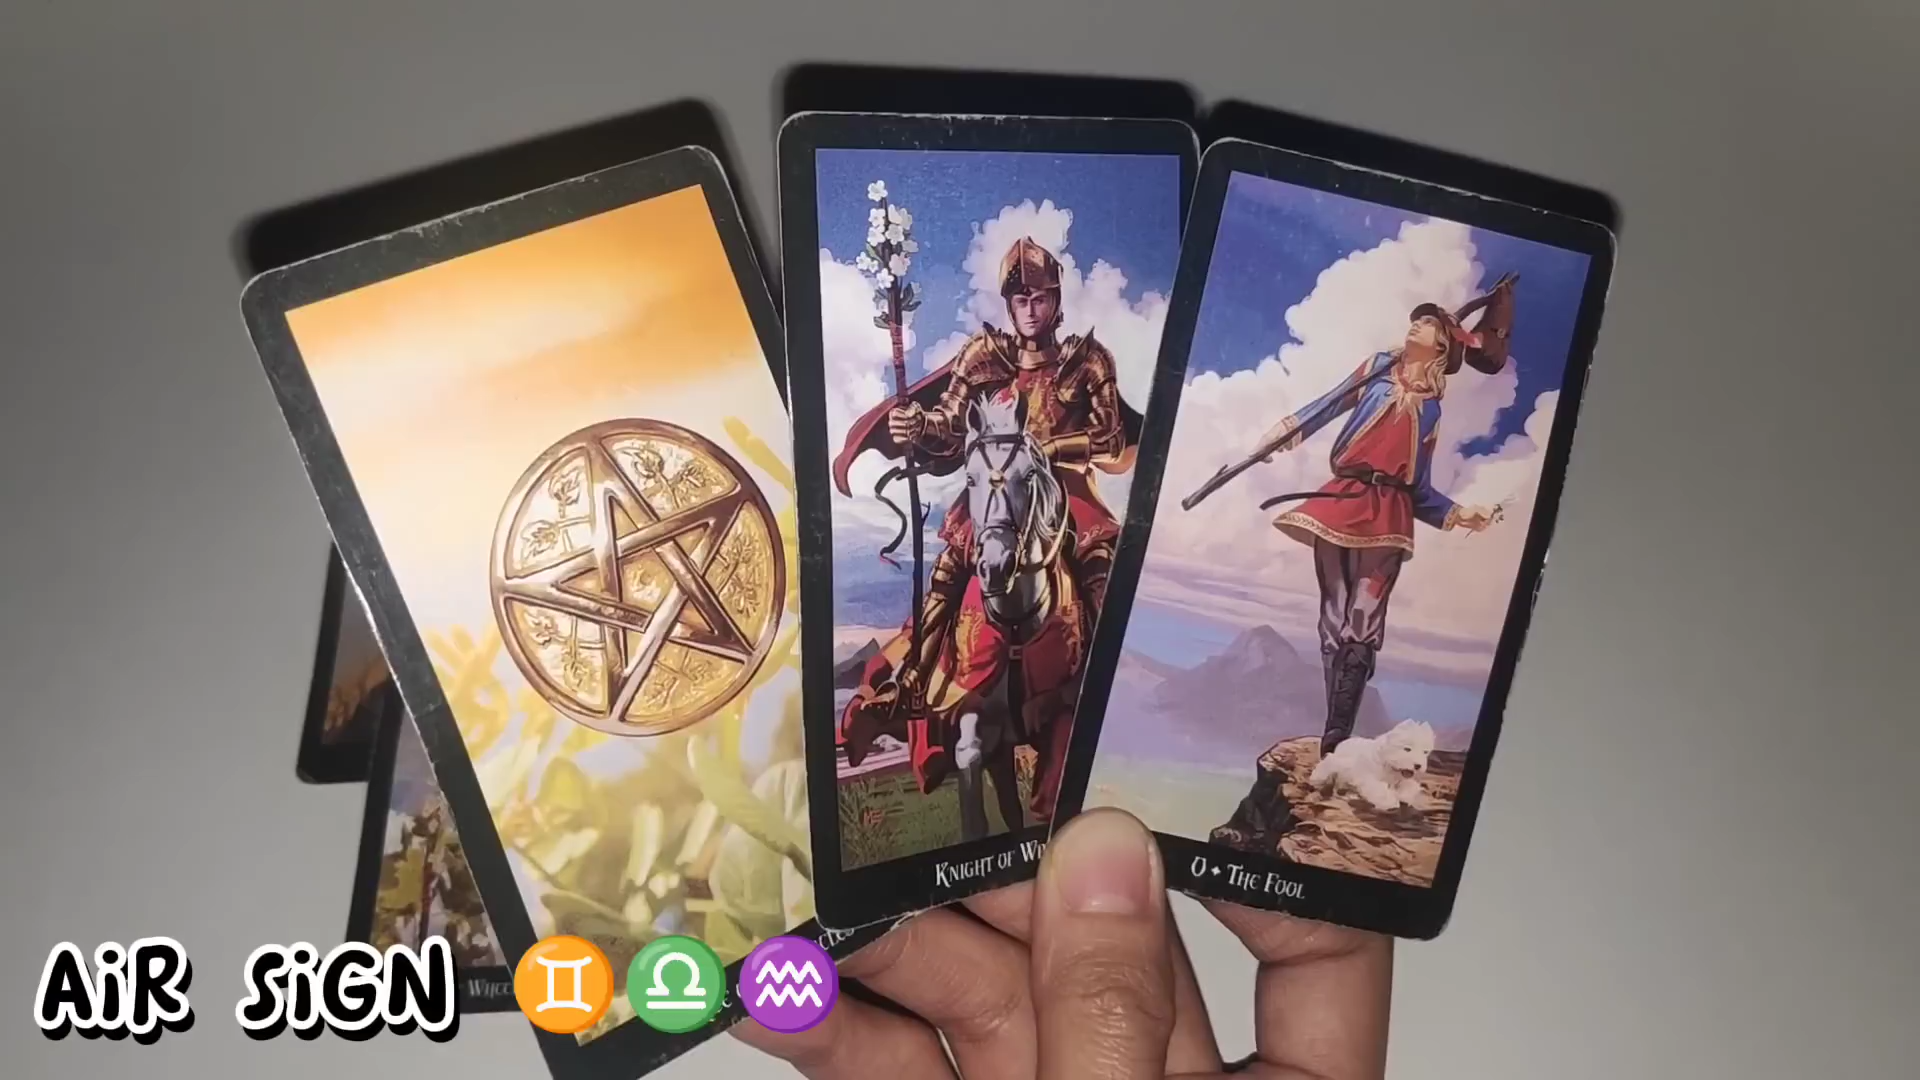 KNIGHT OF
0 ✦ THE FOOL
AiR SiGN ♊♎♒